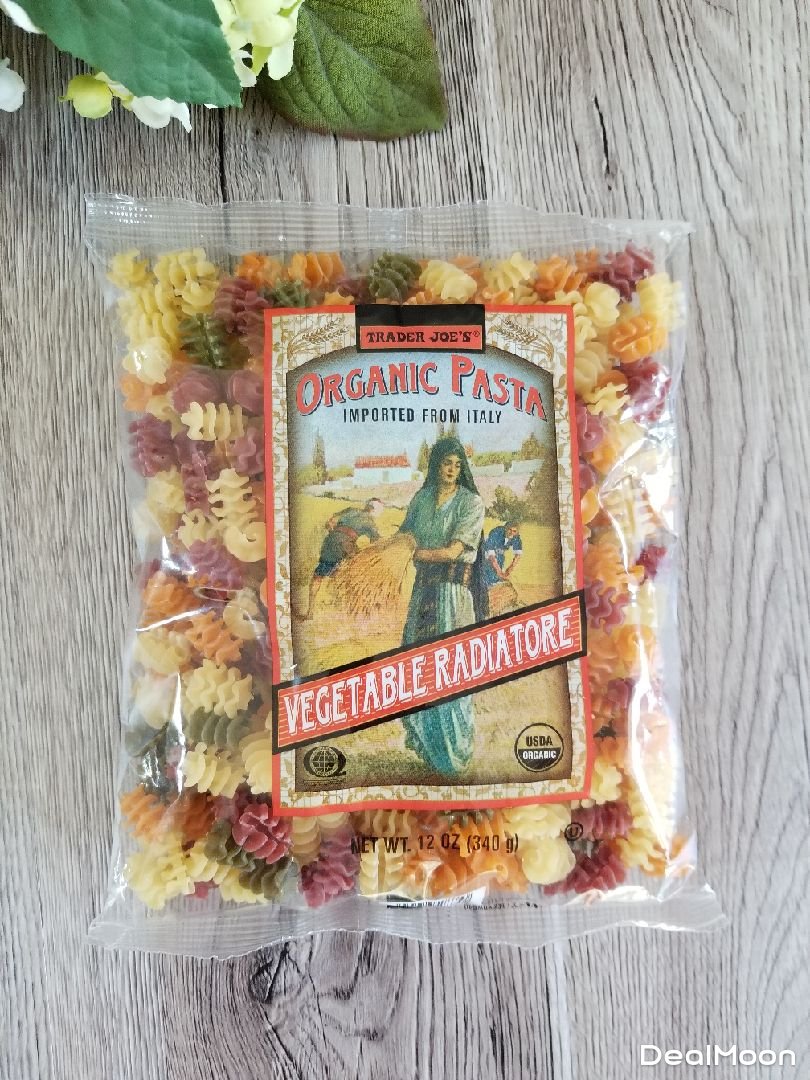 TRADER JOE'S®
ORGANIC PASTA
IMPORTED FROM ITALY
VEGETABLE RADIATORE
USDA
ORGANIC
NET WT. 12 OZ (340 g)
U
DealMoon